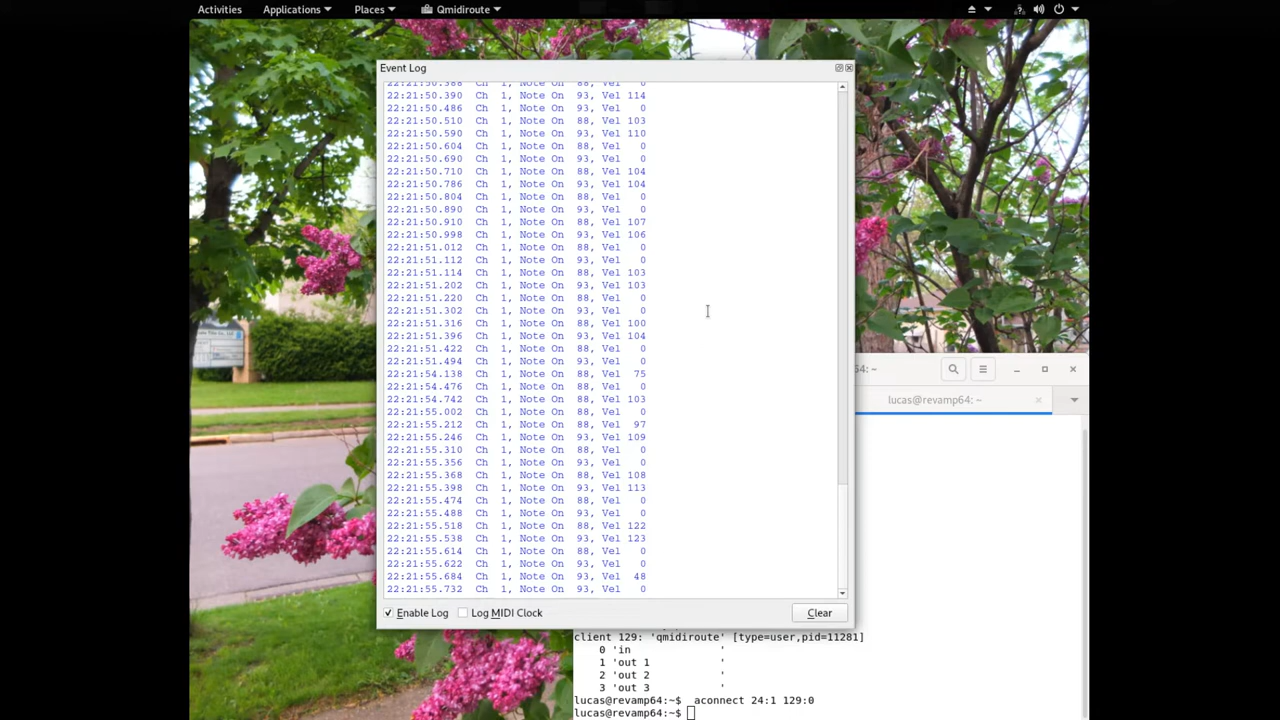 Activities Applications Places Qmidiroute
Event Log
22:21:50.388 Ch 1, Note On 88, Vel 0
22:21:50.390 Ch 1, Note On 93, Vel 114
22:21:50.486 Ch 1, Note On 93, Vel 0
22:21:50.510 Ch 1, Note On 88, Vel 103
22:21:50.590 Ch 1, Note On 93, Vel 110
22:21:50.604 Ch 1, Note On 88, Vel 0
22:21:50.690 Ch 1, Note On 93, Vel 0
22:21:50.710 Ch 1, Note On 88, Vel 104
22:21:50.786 Ch 1, Note On 93, Vel 104
22:21:50.804 Ch 1, Note On 88, Vel 0
22:21:50.890 Ch 1, Note On 93, Vel 0
22:21:50.910 Ch 1, Note On 88, Vel 107
22:21:50.998 Ch 1, Note On 93, Vel 106
22:21:51.012 Ch 1, Note On 88, Vel 0
22:21:51.112 Ch 1, Note On 93, Vel 0
22:21:51.114 Ch 1, Note On 88, Vel 103
22:21:51.202 Ch 1, Note On 93, Vel 103
22:21:51.220 Ch 1, Note On 88, Vel 0
22:21:51.302 Ch 1, Note On 93, Vel 0
22:21:51.316 Ch 1, Note On 88, Vel 100
22:21:51.396 Ch 1, Note On 93, Vel 104
22:21:51.422 Ch 1, Note On 88, Vel 0
22:21:51.494 Ch 1, Note On 93, Vel 0
22:21:54.138 Ch 1, Note On 88, Vel 75
22:21:54.476 Ch 1, Note On 88, Vel 0
22:21:54.742 Ch 1, Note On 88, Vel 103
22:21:55.002 Ch 1, Note On 88, Vel 0
22:21:55.212 Ch 1, Note On 88, Vel 97
22:21:55.246 Ch 1, Note On 93, Vel 109
22:21:55.310 Ch 1, Note On 88, Vel 0
22:21:55.356 Ch 1, Note On 93, Vel 0
22:21:55.368 Ch 1, Note On 88, Vel 108
22:21:55.398 Ch 1, Note On 93, Vel 113
22:21:55.474 Ch 1, Note On 88, Vel 0
22:21:55.488 Ch 1, Note On 93, Vel 0
22:21:55.518 Ch 1, Note On 88, Vel 122
22:21:55.538 Ch 1, Note On 93, Vel 123
22:21:55.614 Ch 1, Note On 88, Vel 0
22:21:55.622 Ch 1, Note On 93, Vel 0
22:21:55.684 Ch 1, Note On 93, Vel 48
22:21:55.732 Ch 1, Note On 93, Vel 0
Enable Log Log MIDI Clock Clear
64: ~
lucas@revamp64: ~
client 129: 'qmidiroute' [type=user,pid=11281]
0 'in '
1 'out 1 '
2 'out 2 '
3 'out 3 '
lucas@revamp64:~$ aconnect 24:1 129:0
lucas@revamp64:~$